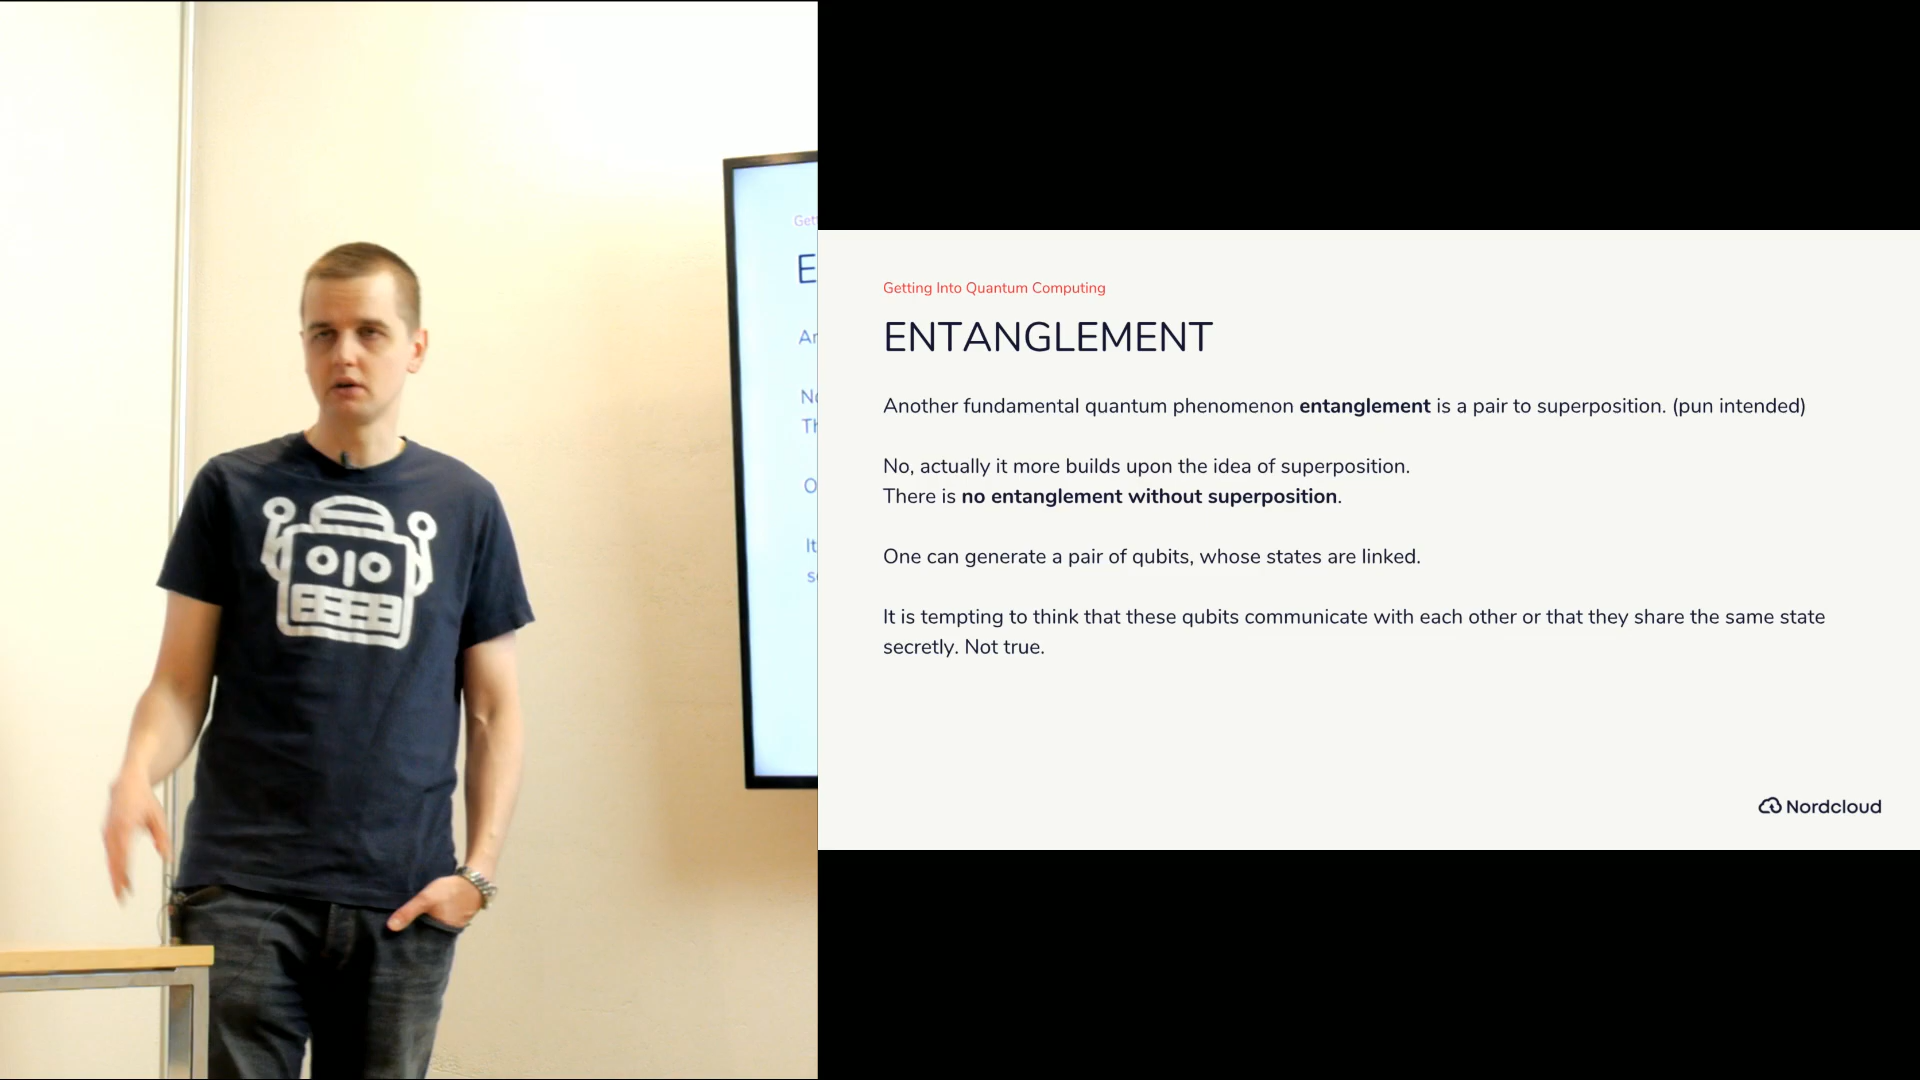 Getting Into Quantum Computing
ENTANGLEMENT
Another fundamental quantum phenomenon entanglement is a pair to superposition. (pun intended)
No, actually it more builds upon the idea of superposition.
There is no entanglement without superposition.
One can generate a pair of qubits, whose states are linked.
It is tempting to think that these qubits communicate with each other or that they share the same state
secretly. Not true.
Nordcloud